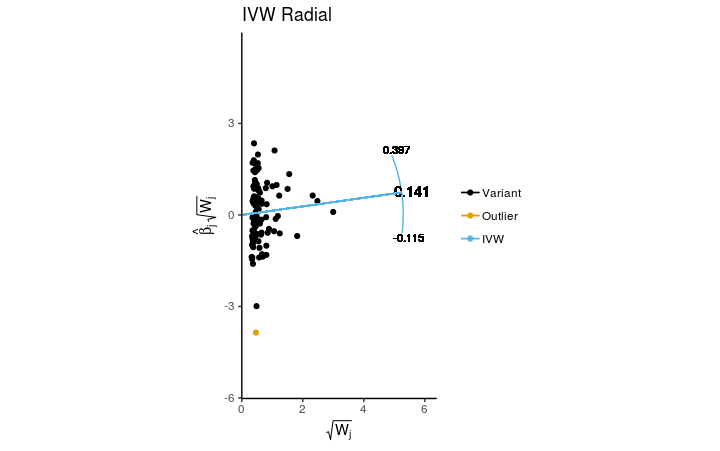 IVW Radial
3
0
-3
-6
0 2 4 6
β̂j√Wj
√Wj
0.397
0.141
-0.115
Variant
Outlier
IVW